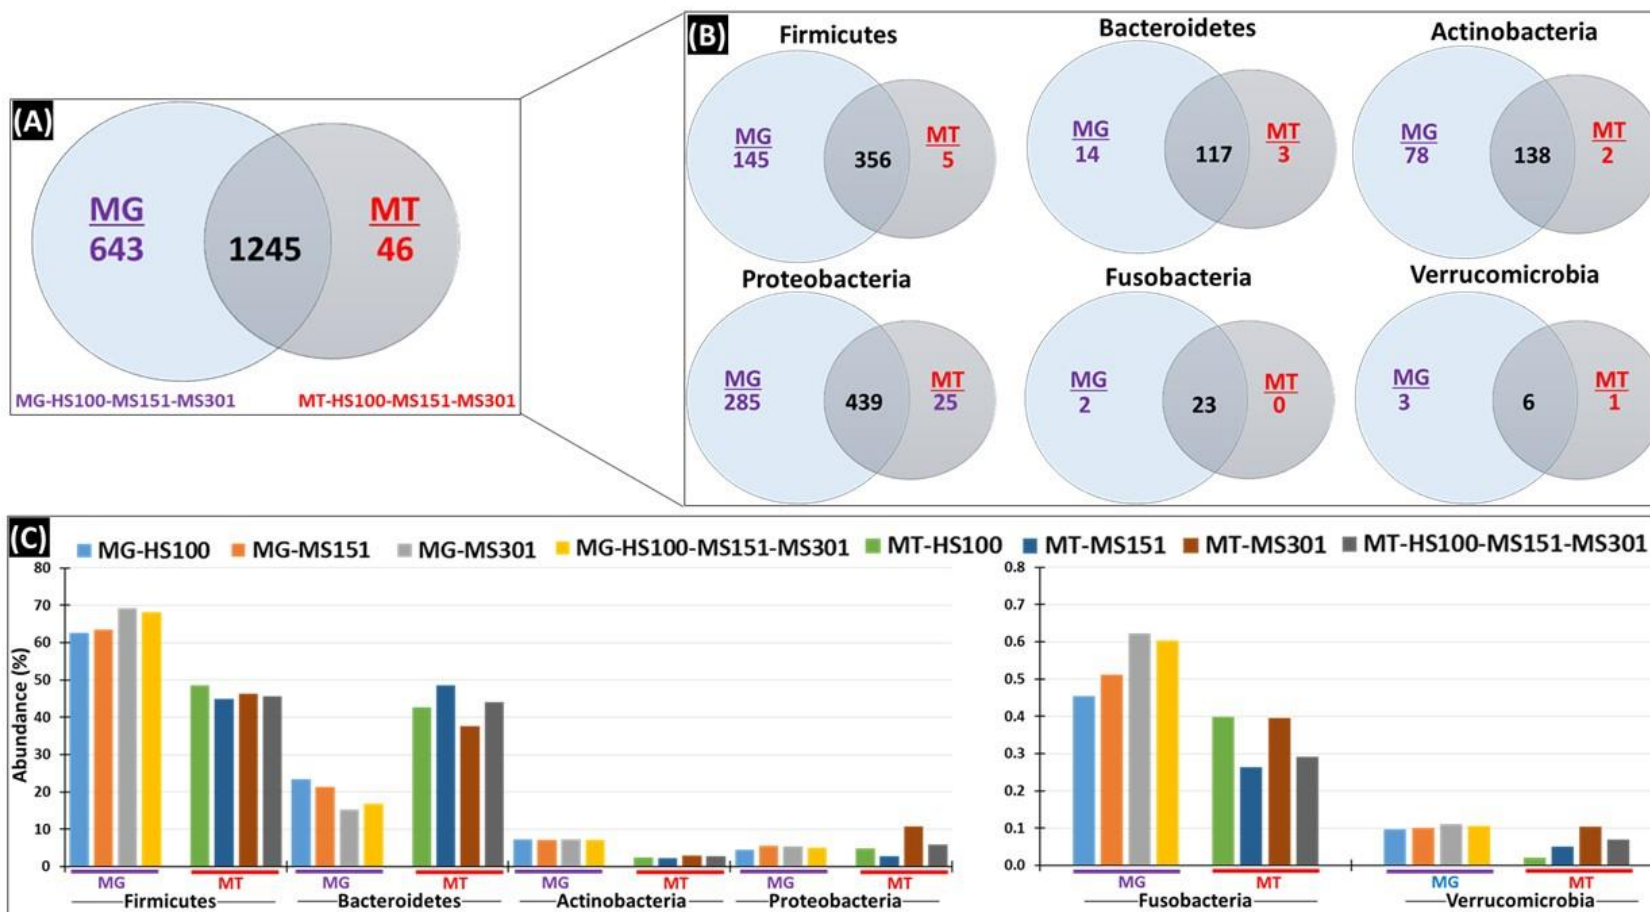 (A)
MG
643
1245
MT
46
MG-HS100-MS151-MS301
MT-HS100-MS151-MS301
(B)
Firmicutes
MG
145
356
MT
5
Bacteroidetes
MG
14
117
MT
3
Actinobacteria
MG
78
138
MT
2
Proteobacteria
MG
285
439
MT
25
Fusobacteria
MG
2
23
MT
0
Verrucomicrobia
MG
3
6
MT
1
(C)
MG-HS100 MG-MS151 MG-MS301 MG-HS100-MS151-MS301 MT-HS100 MT-MS151 MT-MS301 MT-HS100-MS151-MS301
Abundance (%)
80
70
60
50
40
30
20
10
0
MG MT MG MT MG MT MG MT
Firmicutes Bacteroidetes Actinobacteria Proteobacteria
0.8
0.7
0.6
0.5
0.4
0.3
0.2
0.1
0.0
MG MT MG MT
Fusobacteria Verrucomicrobia